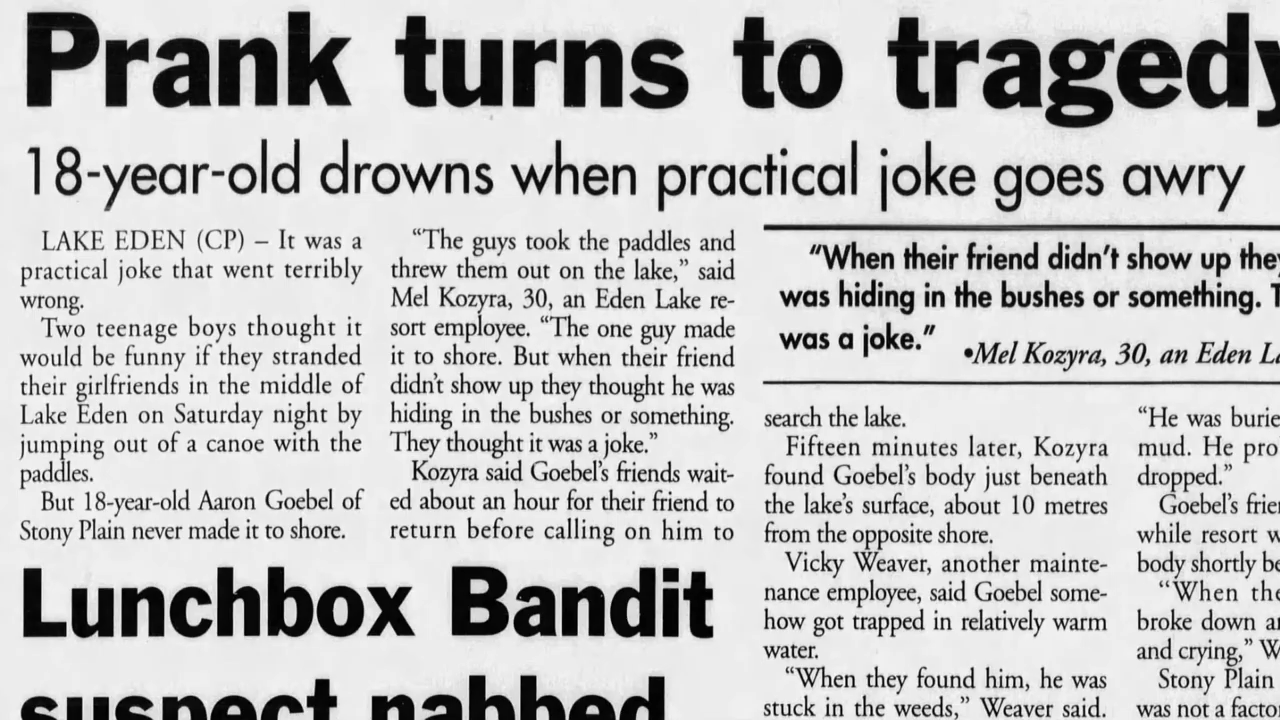 Prank turns to tragedy
18-year-old drowns when practical joke goes awry
LAKE EDEN (CP) – It was a
practical joke that went terribly
wrong.
Two teenage boys thought it
would be funny if they stranded
their girlfriends in the middle of
Lake Eden on Saturday night by
jumping out of a canoe with the
paddles.
But 18-year-old Aaron Goebel of
Stony Plain never made it to shore.
“The guys took the paddles and
threw them out on the lake,” said
Mel Kozyra, 30, an Eden Lake re-
sort employee. “The one guy made
it to shore. But when their friend
didn’t show up they thought he was
hiding in the bushes or something.
They thought it was a joke.”
Kozyra said Goebel’s friends wait-
ed about an hour for their friend to
return before calling on him to
“When their friend didn’t show up they
was hiding in the bushes or something. T
was a joke.”
•Mel Kozyra, 30, an Eden La
search the lake.
Fifteen minutes later, Kozyra
found Goebel’s body just beneath
the lake’s surface, about 10 metres
from the opposite shore.
Vicky Weaver, another mainte-
nance employee, said Goebel some-
how got trapped in relatively warm
water.
“When they found him, he was
stuck in the weeds,” Weaver said.
“He was burie
mud. He pro
dropped.”
Goebel’s frien
while resort w
body shortly be
“When the
broke down a
and crying,” W
Stony Plain
was not a facto
Lunchbox Bandit
suspect nabbed